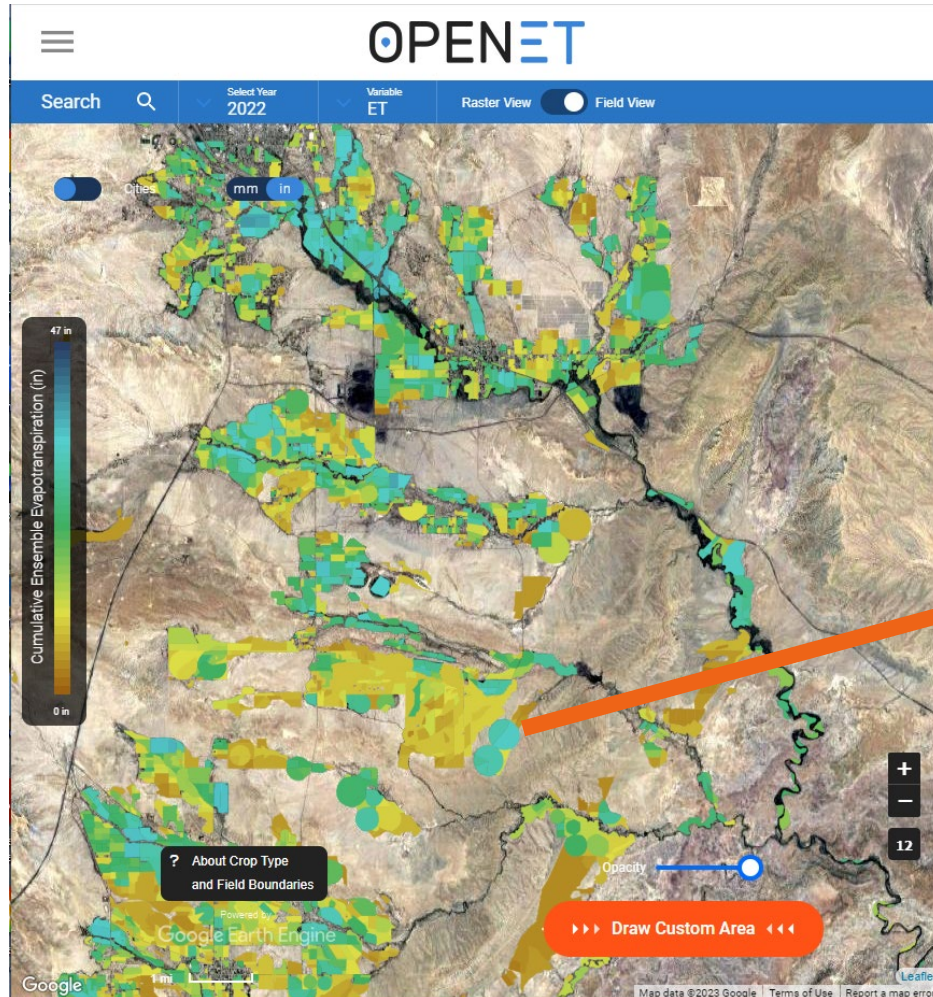 OPENET
Search
Select Year
2022
Variable
ET
Raster View
Field View
Cities
mm
in
47 in
Cumulative Ensemble Evapotranspiration (in)
0 in
+
−
12
? About Crop Type
and Field Boundaries
Opacity
Powered by
Google Earth Engine
Draw Custom Area
Google
1 mi
Leafle
Map data ©2023 Google
Terms of Use
Report a map error